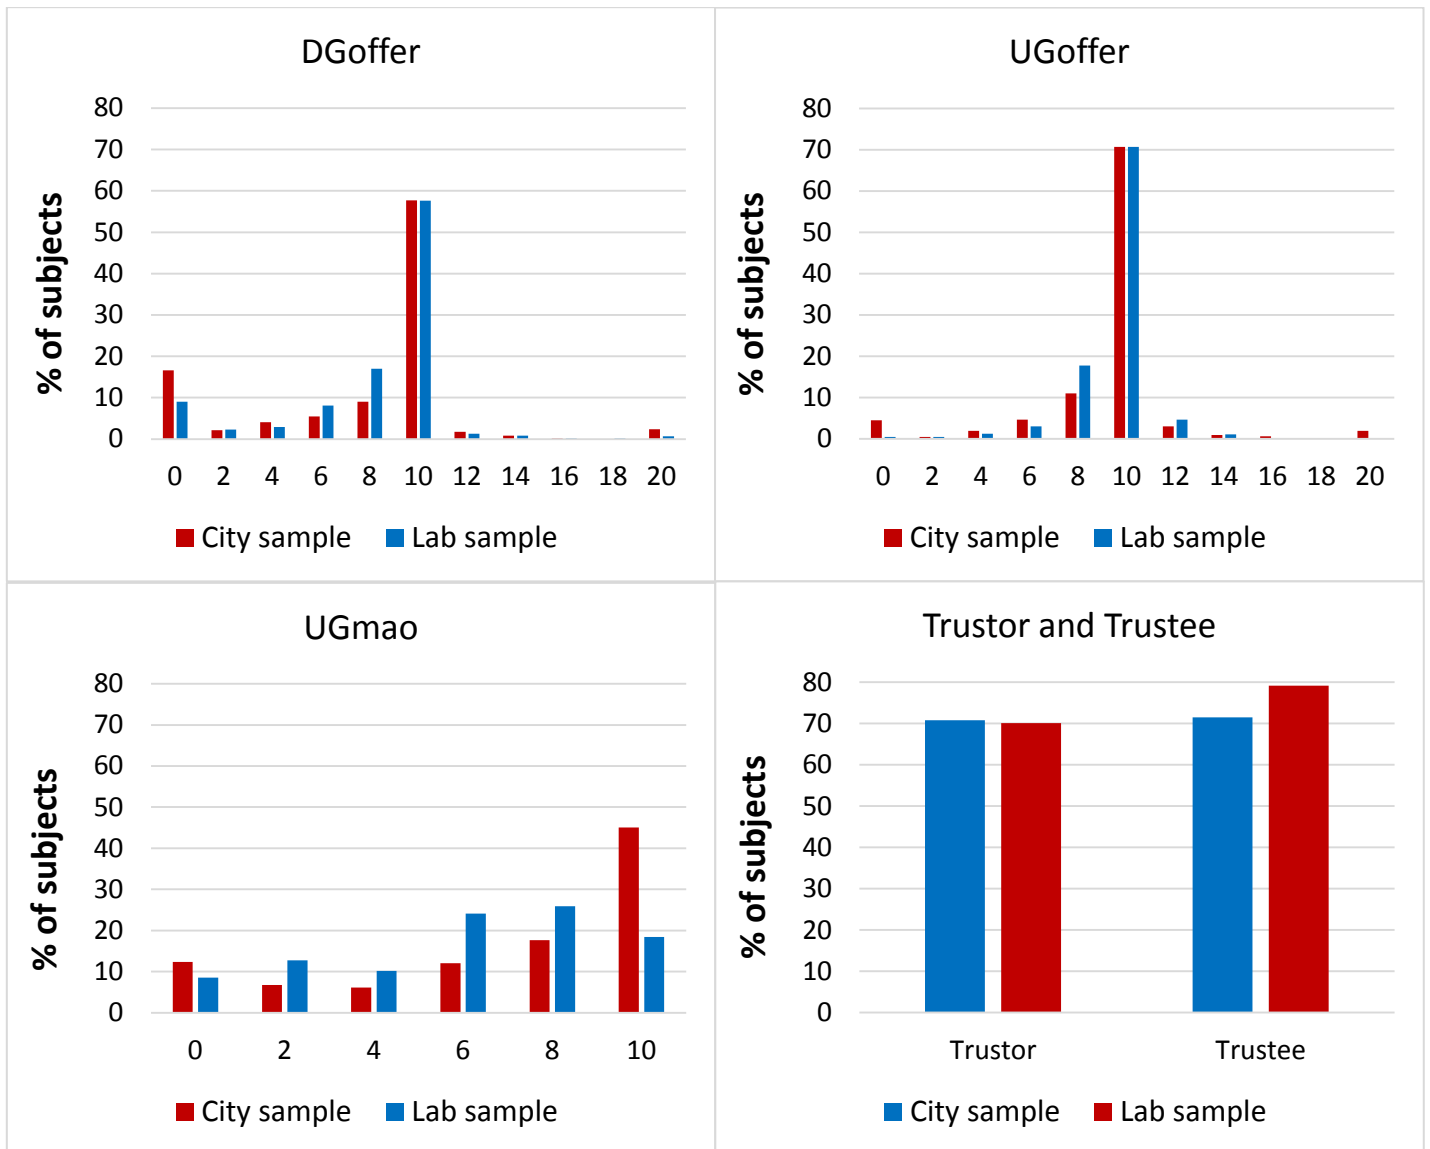 DGoffer
% of subjects
80
70
60
50
40
30
20
10
0
0 2 4 6 8 10 12 14 16 18 20
City sample Lab sample
UGoffer
% of subjects
80
70
60
50
40
30
20
10
0
0 2 4 6 8 10 12 14 16 18 20
City sample Lab sample
UGmao
% of subjects
80
70
60
50
40
30
20
10
0
0 2 4 6 8 10
City sample Lab sample
Trustor and Trustee
% of subjects
80
70
60
50
40
30
20
10
0
Trustor Trustee
City sample Lab sample